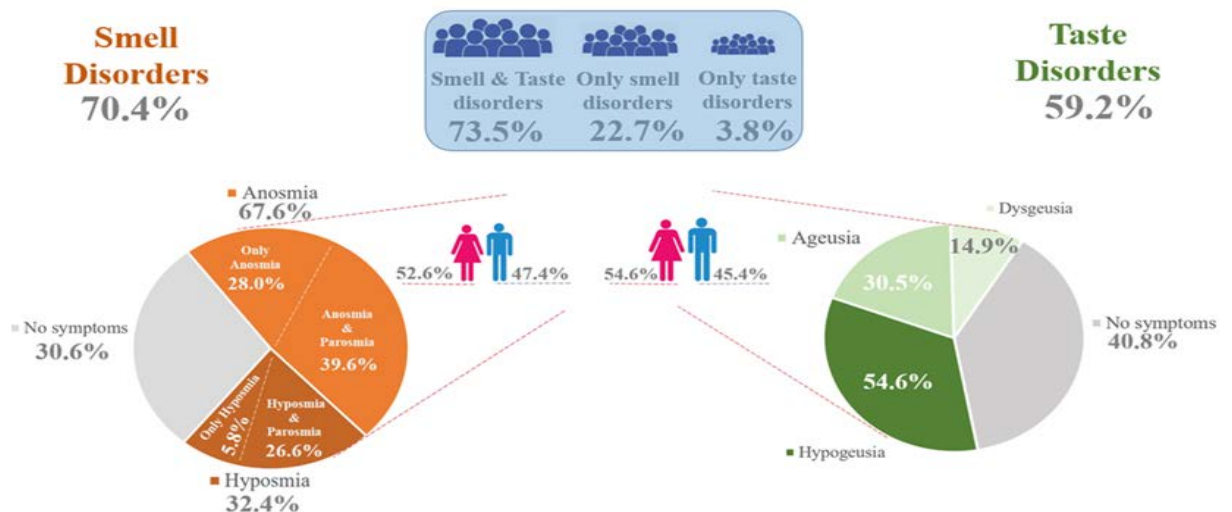 Smell
Disorders
70.4%
Smell & Taste
disorders
73.5%
Only smell
disorders
22.7%
Only taste
disorders
3.8%
Taste
Disorders
59.2%
Anosmia
67.6%
Only
Anosmia
28.0%
Anosmia
&
Parosmia
39.6%
No symptoms
30.6%
Only Hyposmia
5.8%
Hyposmia
&
Parosmia
26.6%
Hyposmia
32.4%
52.6%
47.4%
54.6%
45.4%
Dysgeusia
14.9%
Ageusia
30.5%
No symptoms
40.8%
54.6%
Hypogeusia